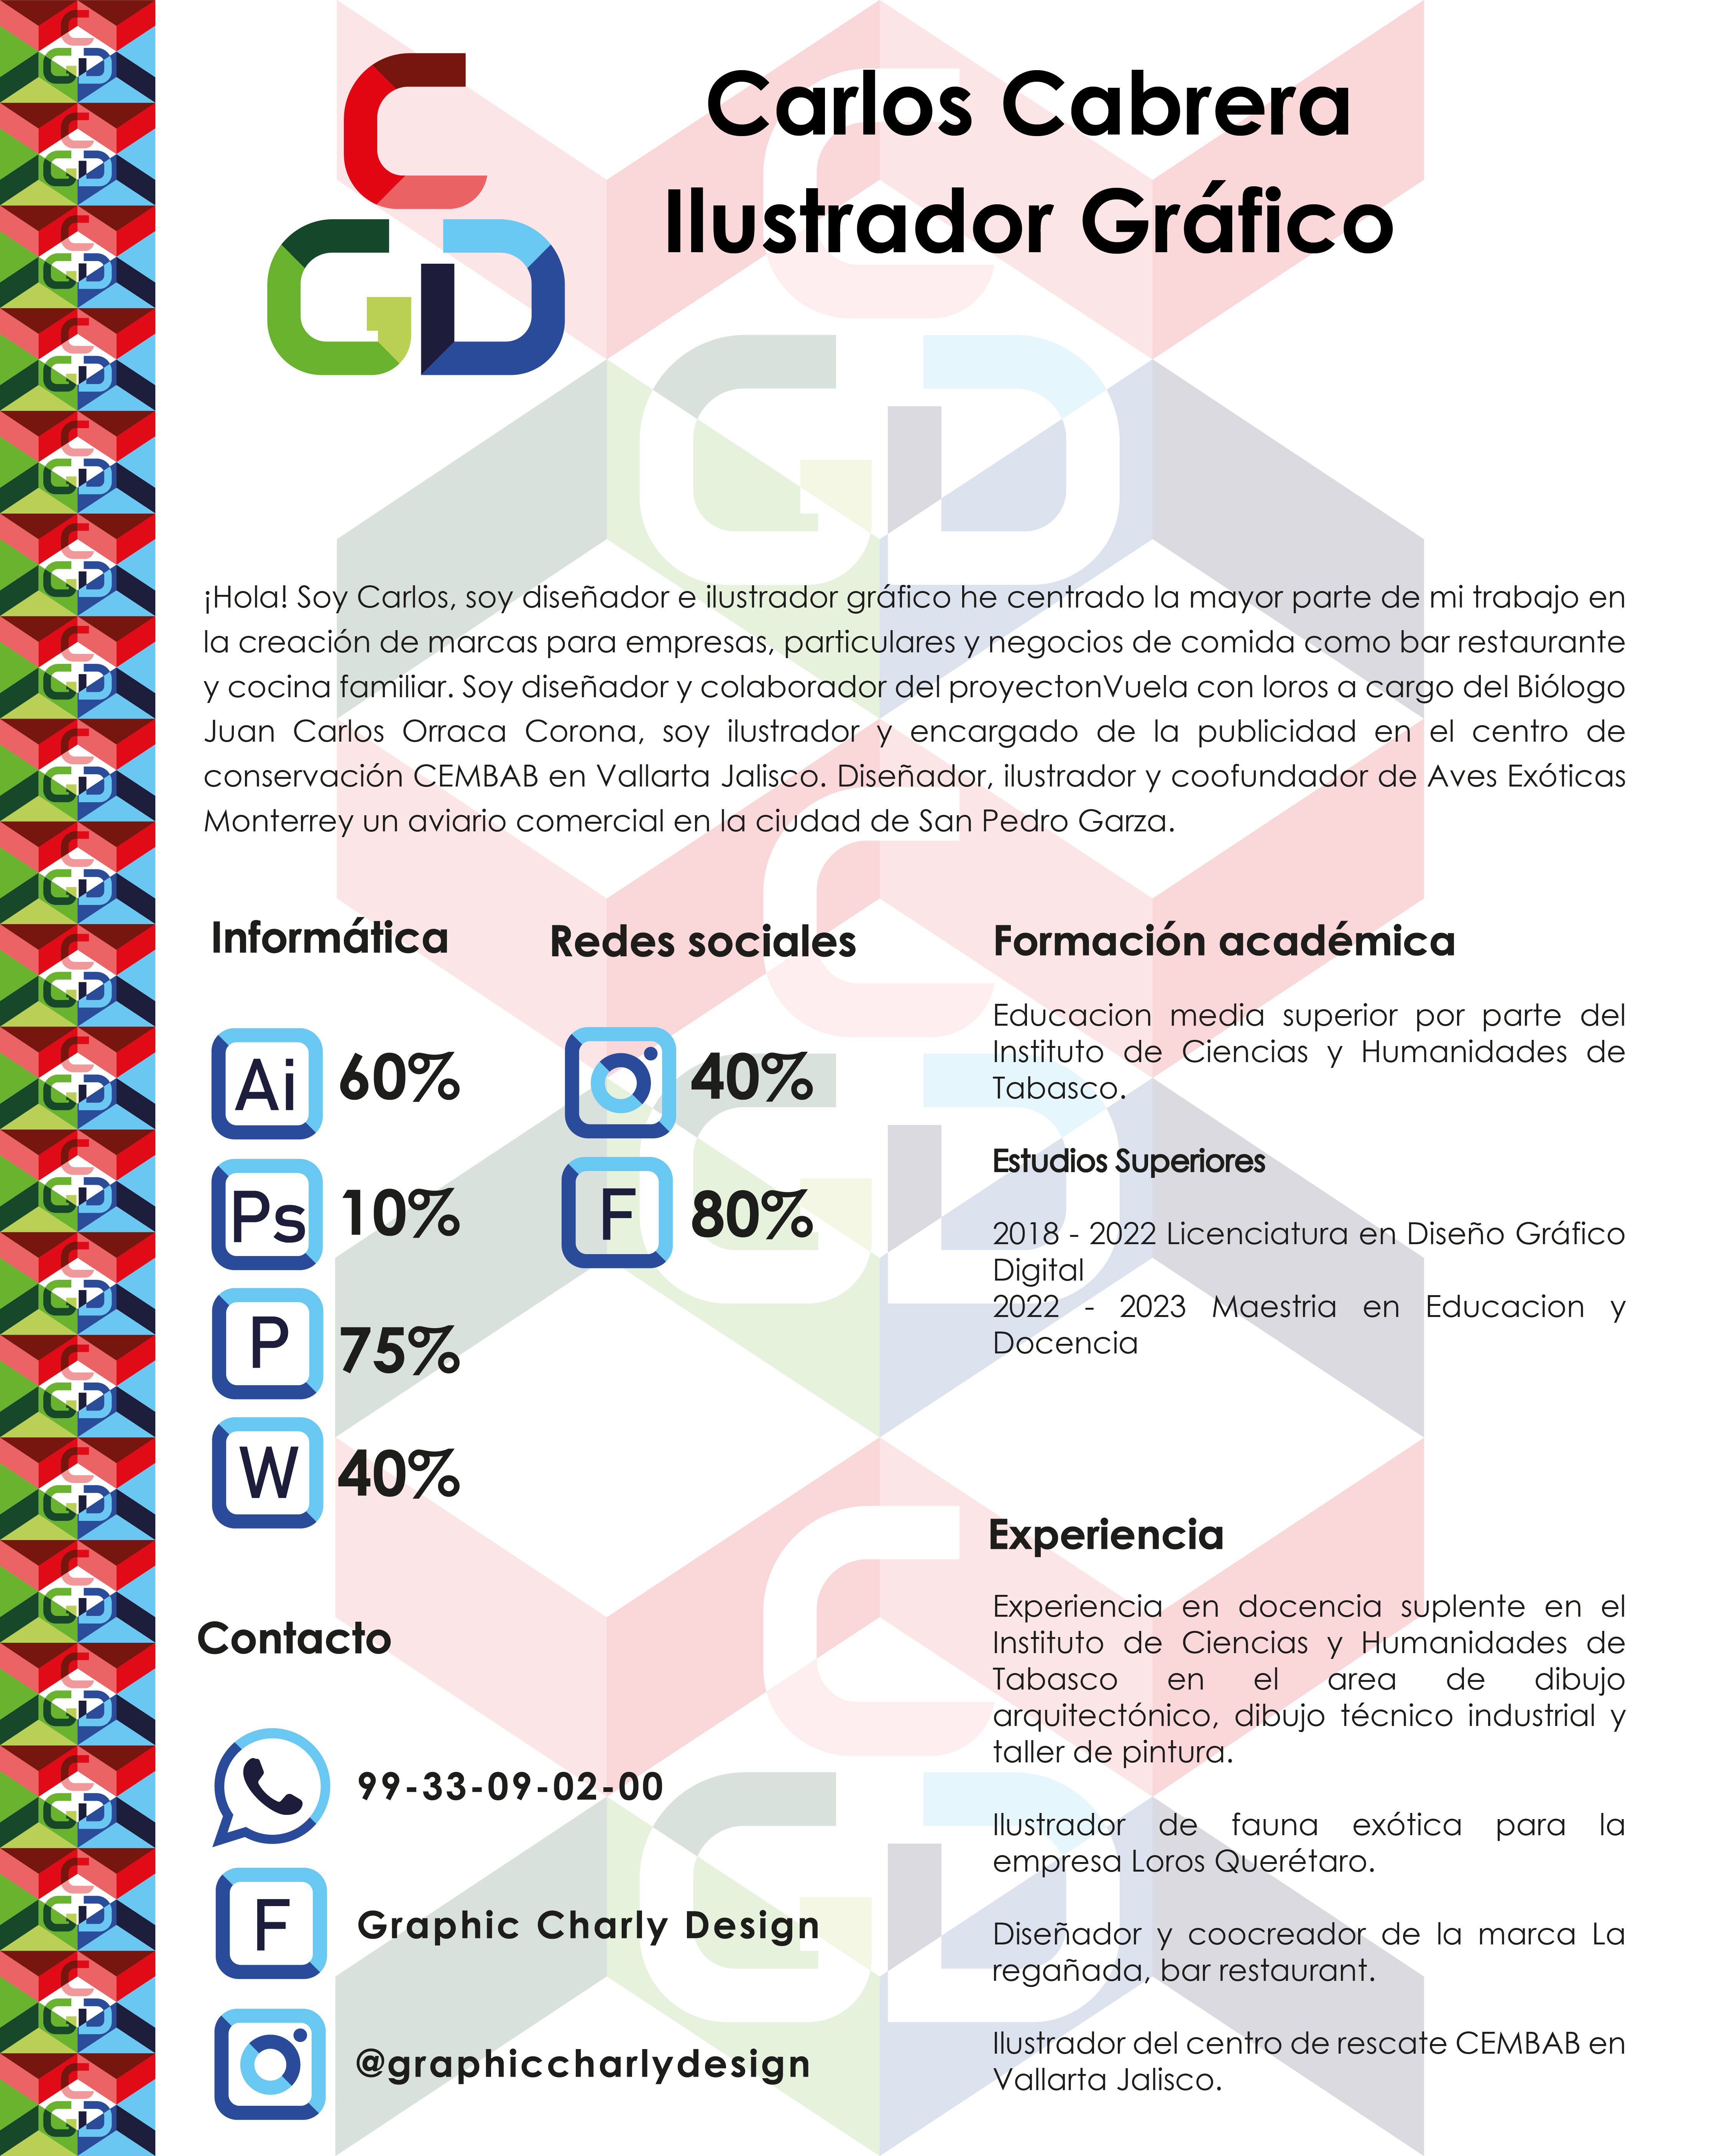 C
GD
Carlos Cabrera
Ilustrador Gráfico
¡Hola! Soy Carlos, soy diseñador e ilustrador gráfico he centrado la mayor parte de mi trabajo en
la creación de marcas para empresas, particulares y negocios de comida como bar restaurante
y cocina familiar. Soy diseñador y colaborador del proyectonVuela con loros a cargo del Biólogo
Juan Carlos Orraca Corona, soy ilustrador y encargado de la publicidad en el centro de
conservación CEMBAB en Vallarta Jalisco. Diseñador, ilustrador y coofundador de Aves Exóticas
Monterrey un aviario comercial en la ciudad de San Pedro Garza.
Informática
Ai 60%
Ps 10%
P 75%
W 40%
Redes sociales
40%
F 80%
Formación académica
Educacion media superior por parte del
Instituto de Ciencias y Humanidades de
Tabasco.
Estudios Superiores
2018 - 2022 Licenciatura en Diseño Gráfico
Digital
2022 - 2023 Maestria en Educacion y
Docencia
Contacto
99-33-09-02-00
F Graphic Charly Design
@graphiccharlydesign
Experiencia
Experiencia en docencia suplente en el
Instituto de Ciencias y Humanidades de
Tabasco en el area de dibujo
arquitectónico, dibujo técnico industrial y
taller de pintura.
Ilustrador de fauna exótica para la
empresa Loros Querétaro.
Diseñador y coocreador de la marca La
regañada, bar restaurant.
Ilustrador del centro de rescate CEMBAB en
Vallarta Jalisco.